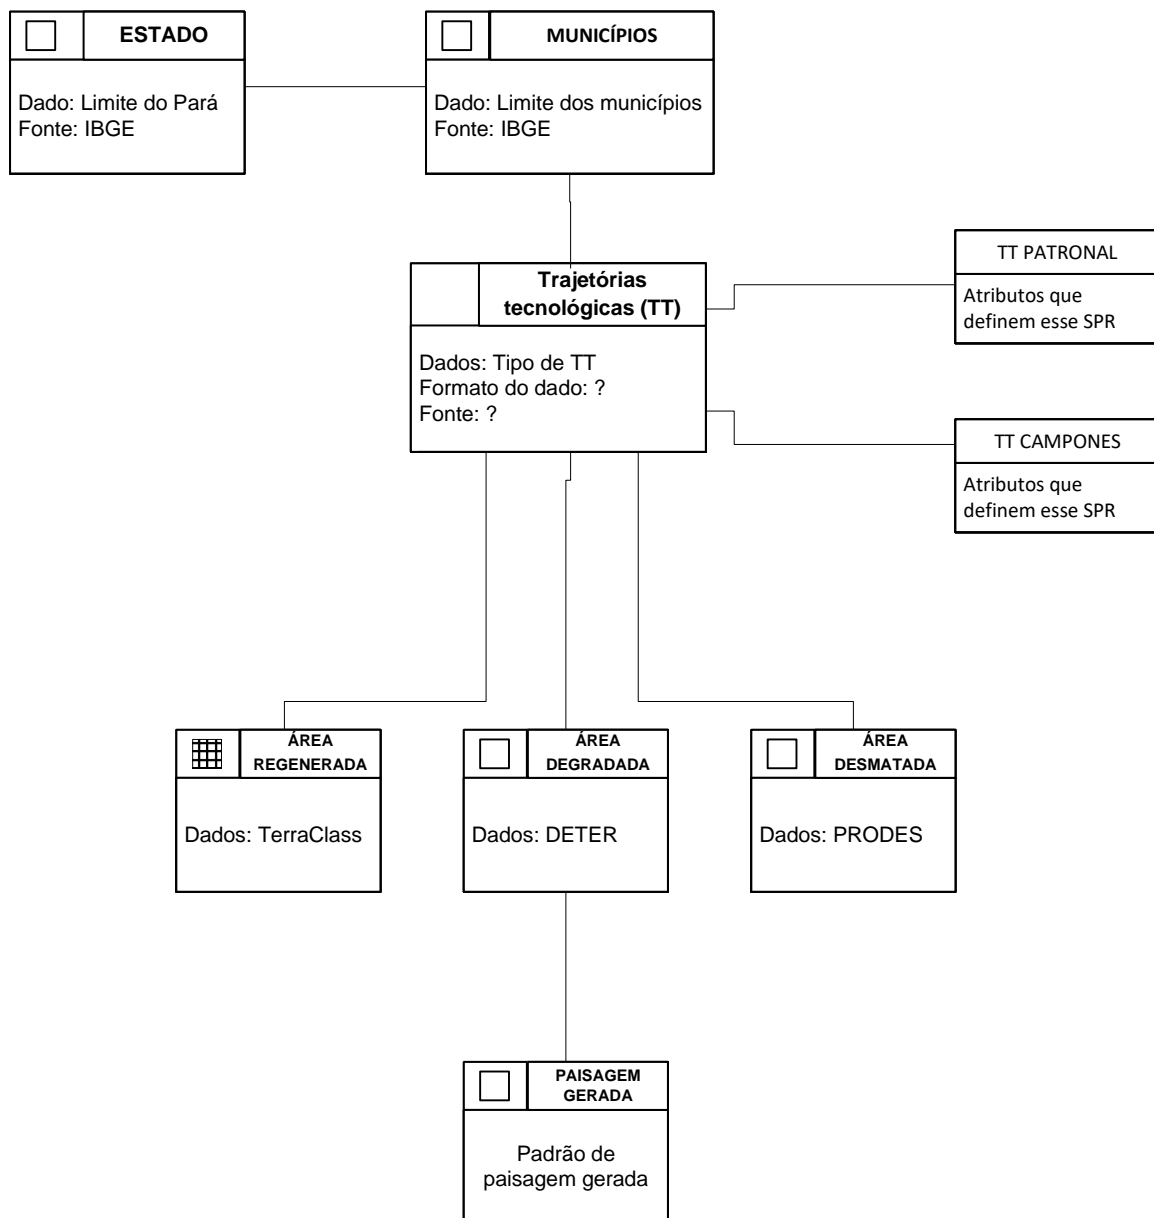 ESTADO
Dado: Limite do Pará
Fonte: IBGE
MUNICÍPIOS
Dado: Limite dos municípios
Fonte: IBGE
Trajetórias
tecnológicas (TT)
Dados: Tipo de TT
Formato do dado: ?
Fonte: ?
TT PATRONAL
Atributos que
definem esse SPR
TT CAMPONES
Atributos que
definem esse SPR
ÁREA
REGENERADA
Dados: TerraClass
ÁREA
DEGRADADA
Dados: DETER
ÁREA
DESMATADA
Dados: PRODES
PAISAGEM
GERADA
Padrão de
paisagem gerada